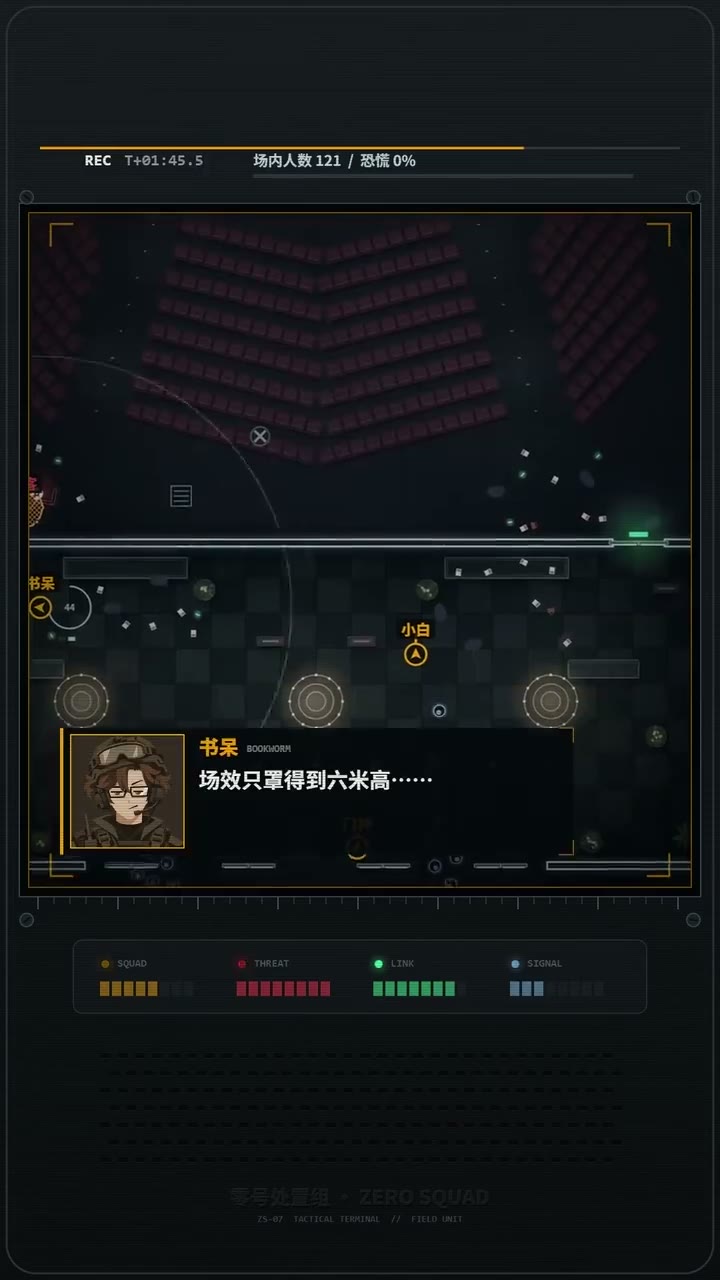 REC T+01:45.5 场内人数 121 / 恐慌 0%
书呆
44
小白
书呆 BOOKWORM
场效只罩得到六米高……
SQUAD THREAT LINK SIGNAL
零号处置组 · ZERO SQUAD
ZS-07 TACTICAL TERMINAL // FIELD UNIT